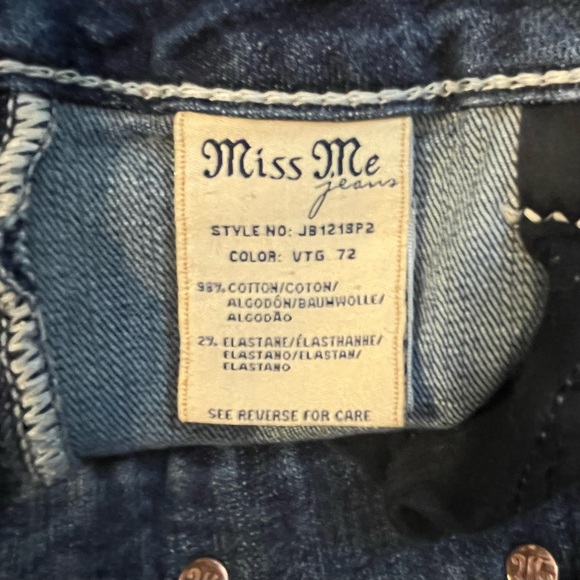 Miss Me
jeans
STYLE NO: JB1218P2
COLOR: VTG 72
98% COTTON/COTON/
ALGODÓN/BAUMWOLLE/
ALGODÃO
2% ELASTANE/ÉLASTHANNE/
ELASTANO/ELASTAN/
ELASTANO
SEE REVERSE FOR CARE